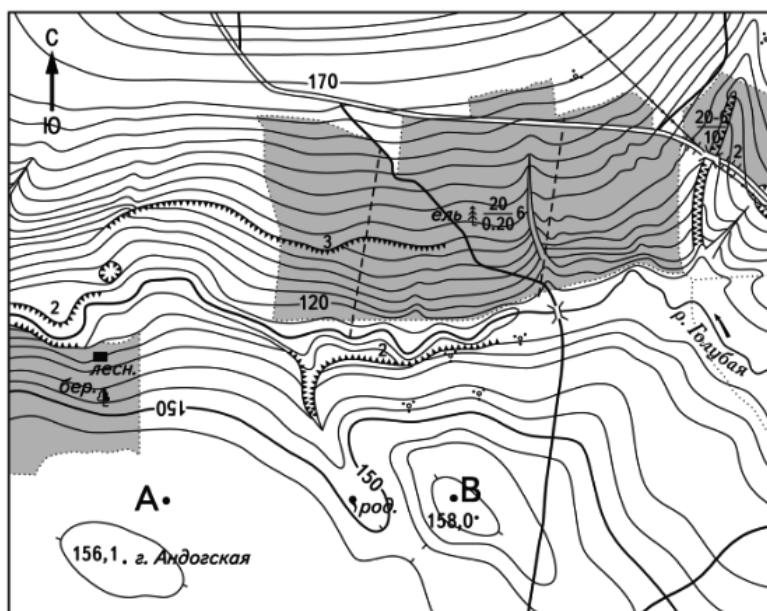 С
Ю
170
20
10
6
2
ель
20
0.20
6
3
120
2
2
р. Голубая
лесн.
бер.
150
150
А
род.
В
158,0
156,1
г. Андогская